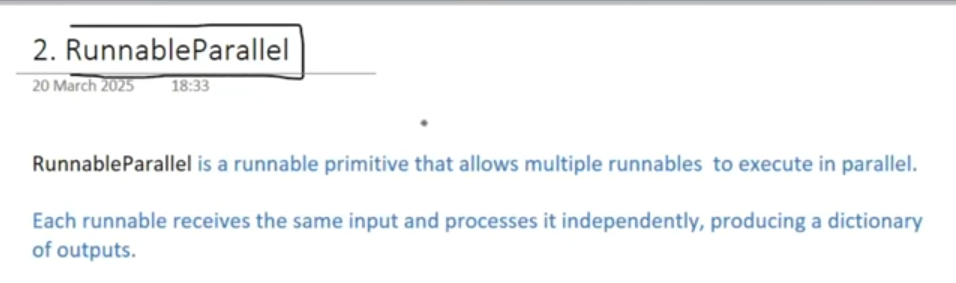 2. RunnableParallel
20 March 2025 18:33
RunnableParallel is a runnable primitive that allows multiple runnables to execute in parallel.
Each runnable receives the same input and processes it independently, producing a dictionary
of outputs.